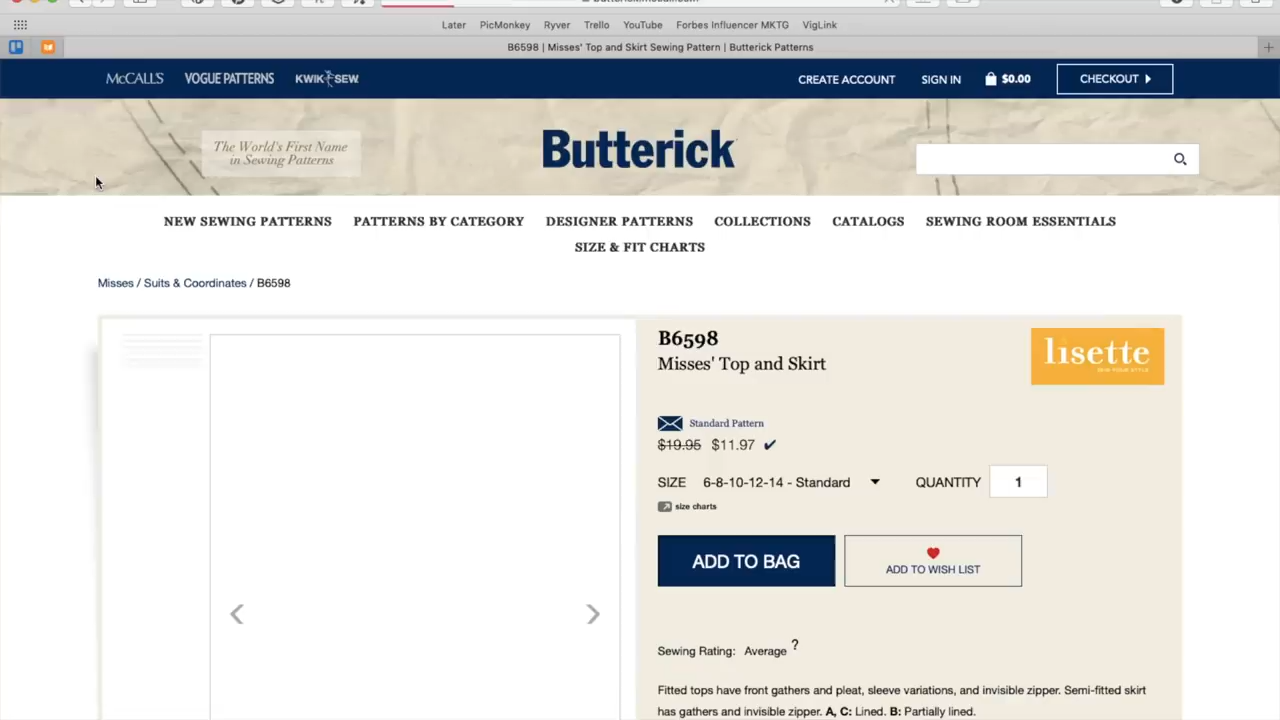 Later PicMonkey Ryver Trello YouTube Forbes Influencer MKTG VigLink
B6598 | Misses' Top and Skirt Sewing Pattern | Butterick Patterns
McCALL'S VOGUE PATTERNS KWIK SEW CREATE ACCOUNT SIGN IN $0.00 CHECKOUT
The World's First Name
in Sewing Patterns
Butterick
NEW SEWING PATTERNS PATTERNS BY CATEGORY DESIGNER PATTERNS COLLECTIONS CATALOGS SEWING ROOM ESSENTIALS
SIZE & FIT CHARTS
Misses / Suits & Coordinates / B6598
B6598
Misses' Top and Skirt
lisette
Standard Pattern
$19.95 $11.97
SIZE 6-8-10-12-14 - Standard QUANTITY 1
size charts
ADD TO BAG
ADD TO WISH LIST
Sewing Rating: Average ?
Fitted tops have front gathers and pleat, sleeve variations, and invisible zipper. Semi-fitted skirt
has gathers and invisible zipper. A, C: Lined. B: Partially lined.